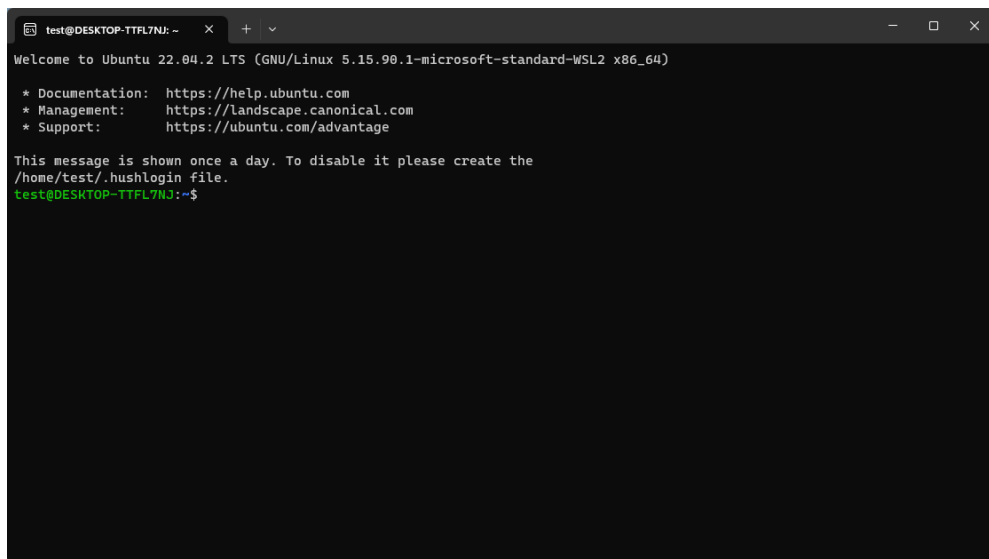 test@DESKTOP-TTFL7NJ: ~
Welcome to Ubuntu 22.04.2 LTS (GNU/Linux 5.15.90.1-microsoft-standard-WSL2 x86_64)
* Documentation:  https://help.ubuntu.com
* Management:     https://landscape.canonical.com
* Support:        https://ubuntu.com/advantage
This message is shown once a day. To disable it please create the
/home/test/.hushlogin file.
test@DESKTOP-TTFL7NJ:~$